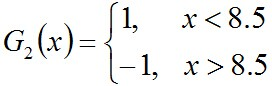 G₂(x) = { 1, x < 8.5
−1, x > 8.5